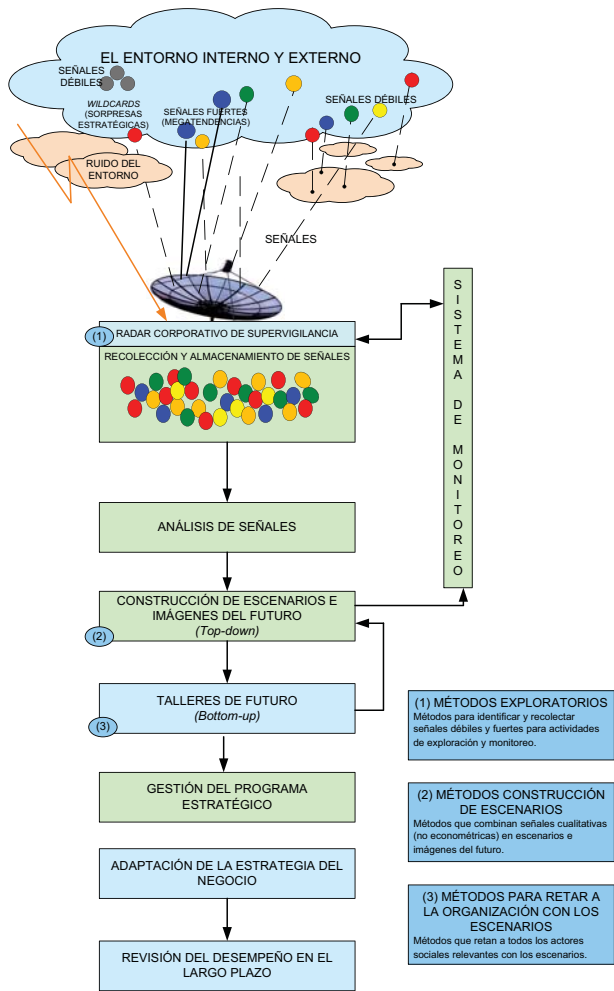 EL ENTORNO INTERNO Y EXTERNO
SEÑALES
DÉBILES
WILDCARDS
(SORPRESAS
ESTRATÉGICAS)
SEÑALES FUERTES
(MEGATENDENCIAS)
SEÑALES DÉBILES
RUIDO DEL
ENTORNO
SEÑALES
(1)
RADAR CORPORATIVO DE SUPERVIGILANCIA
RECOLECCIÓN Y ALMACENAMIENTO DE SEÑALES
S
I
S
T
E
M
A
D
E
M
O
N
I
T
O
R
E
O
ANÁLISIS DE SEÑALES
CONSTRUCCIÓN DE ESCENARIOS E
IMÁGENES DEL FUTURO
(Top-down)
(2)
TALLERES DE FUTURO
(Bottom-up)
(3)
GESTIÓN DEL PROGRAMA
ESTRATÉGICO
ADAPTACIÓN DE LA ESTRATEGIA DEL
NEGOCIO
REVISIÓN DEL DESEMPEÑO EN EL
LARGO PLAZO
(1) MÉTODOS EXPLORATORIOS
Métodos para identificar y recolectar
señales débiles y fuertes para actividades
de exploración y monitoreo.
(2) MÉTODOS CONSTRUCCIÓN
DE ESCENARIOS
Métodos que combinan señales cualitativas
(no econométricas) en escenarios e
imágenes del futuro.
(3) MÉTODOS PARA RETAR A
LA ORGANIZACIÓN CON LOS
ESCENARIOS
Métodos que retan a todos los actores
sociales relevantes con los escenarios.